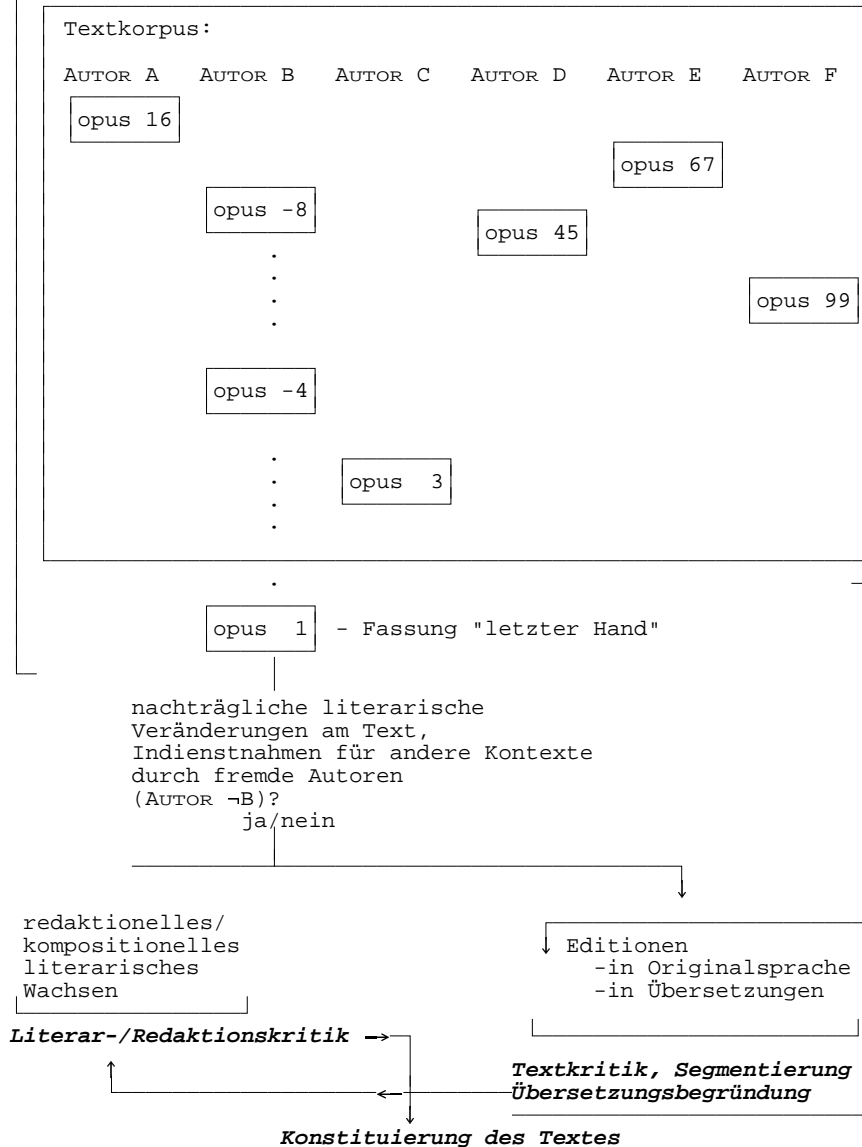 Textkorpus:
AUTOR A AUTOR B AUTOR C AUTOR D AUTOR E AUTOR F
opus 16
opus 67
opus -8
opus 45
.
.
.
opus 99
.
opus -4
.
.
opus  3
.
.
.
opus  1 - Fassung "letzter Hand"
nachträgliche literarische
Veränderungen am Text,
Indienstnahmen für andere Kontexte
durch fremde Autoren
(AUTOR ¬B)?
ja/nein
redaktionelles/
kompositionelles
literarisches
Wachsen
Editionen
-in Originalsprache
-in Übersetzungen
Literar-/Redaktionskritik
Textkritik, Segmentierung
Übersetzungsbegründung
Konstituierung des Textes